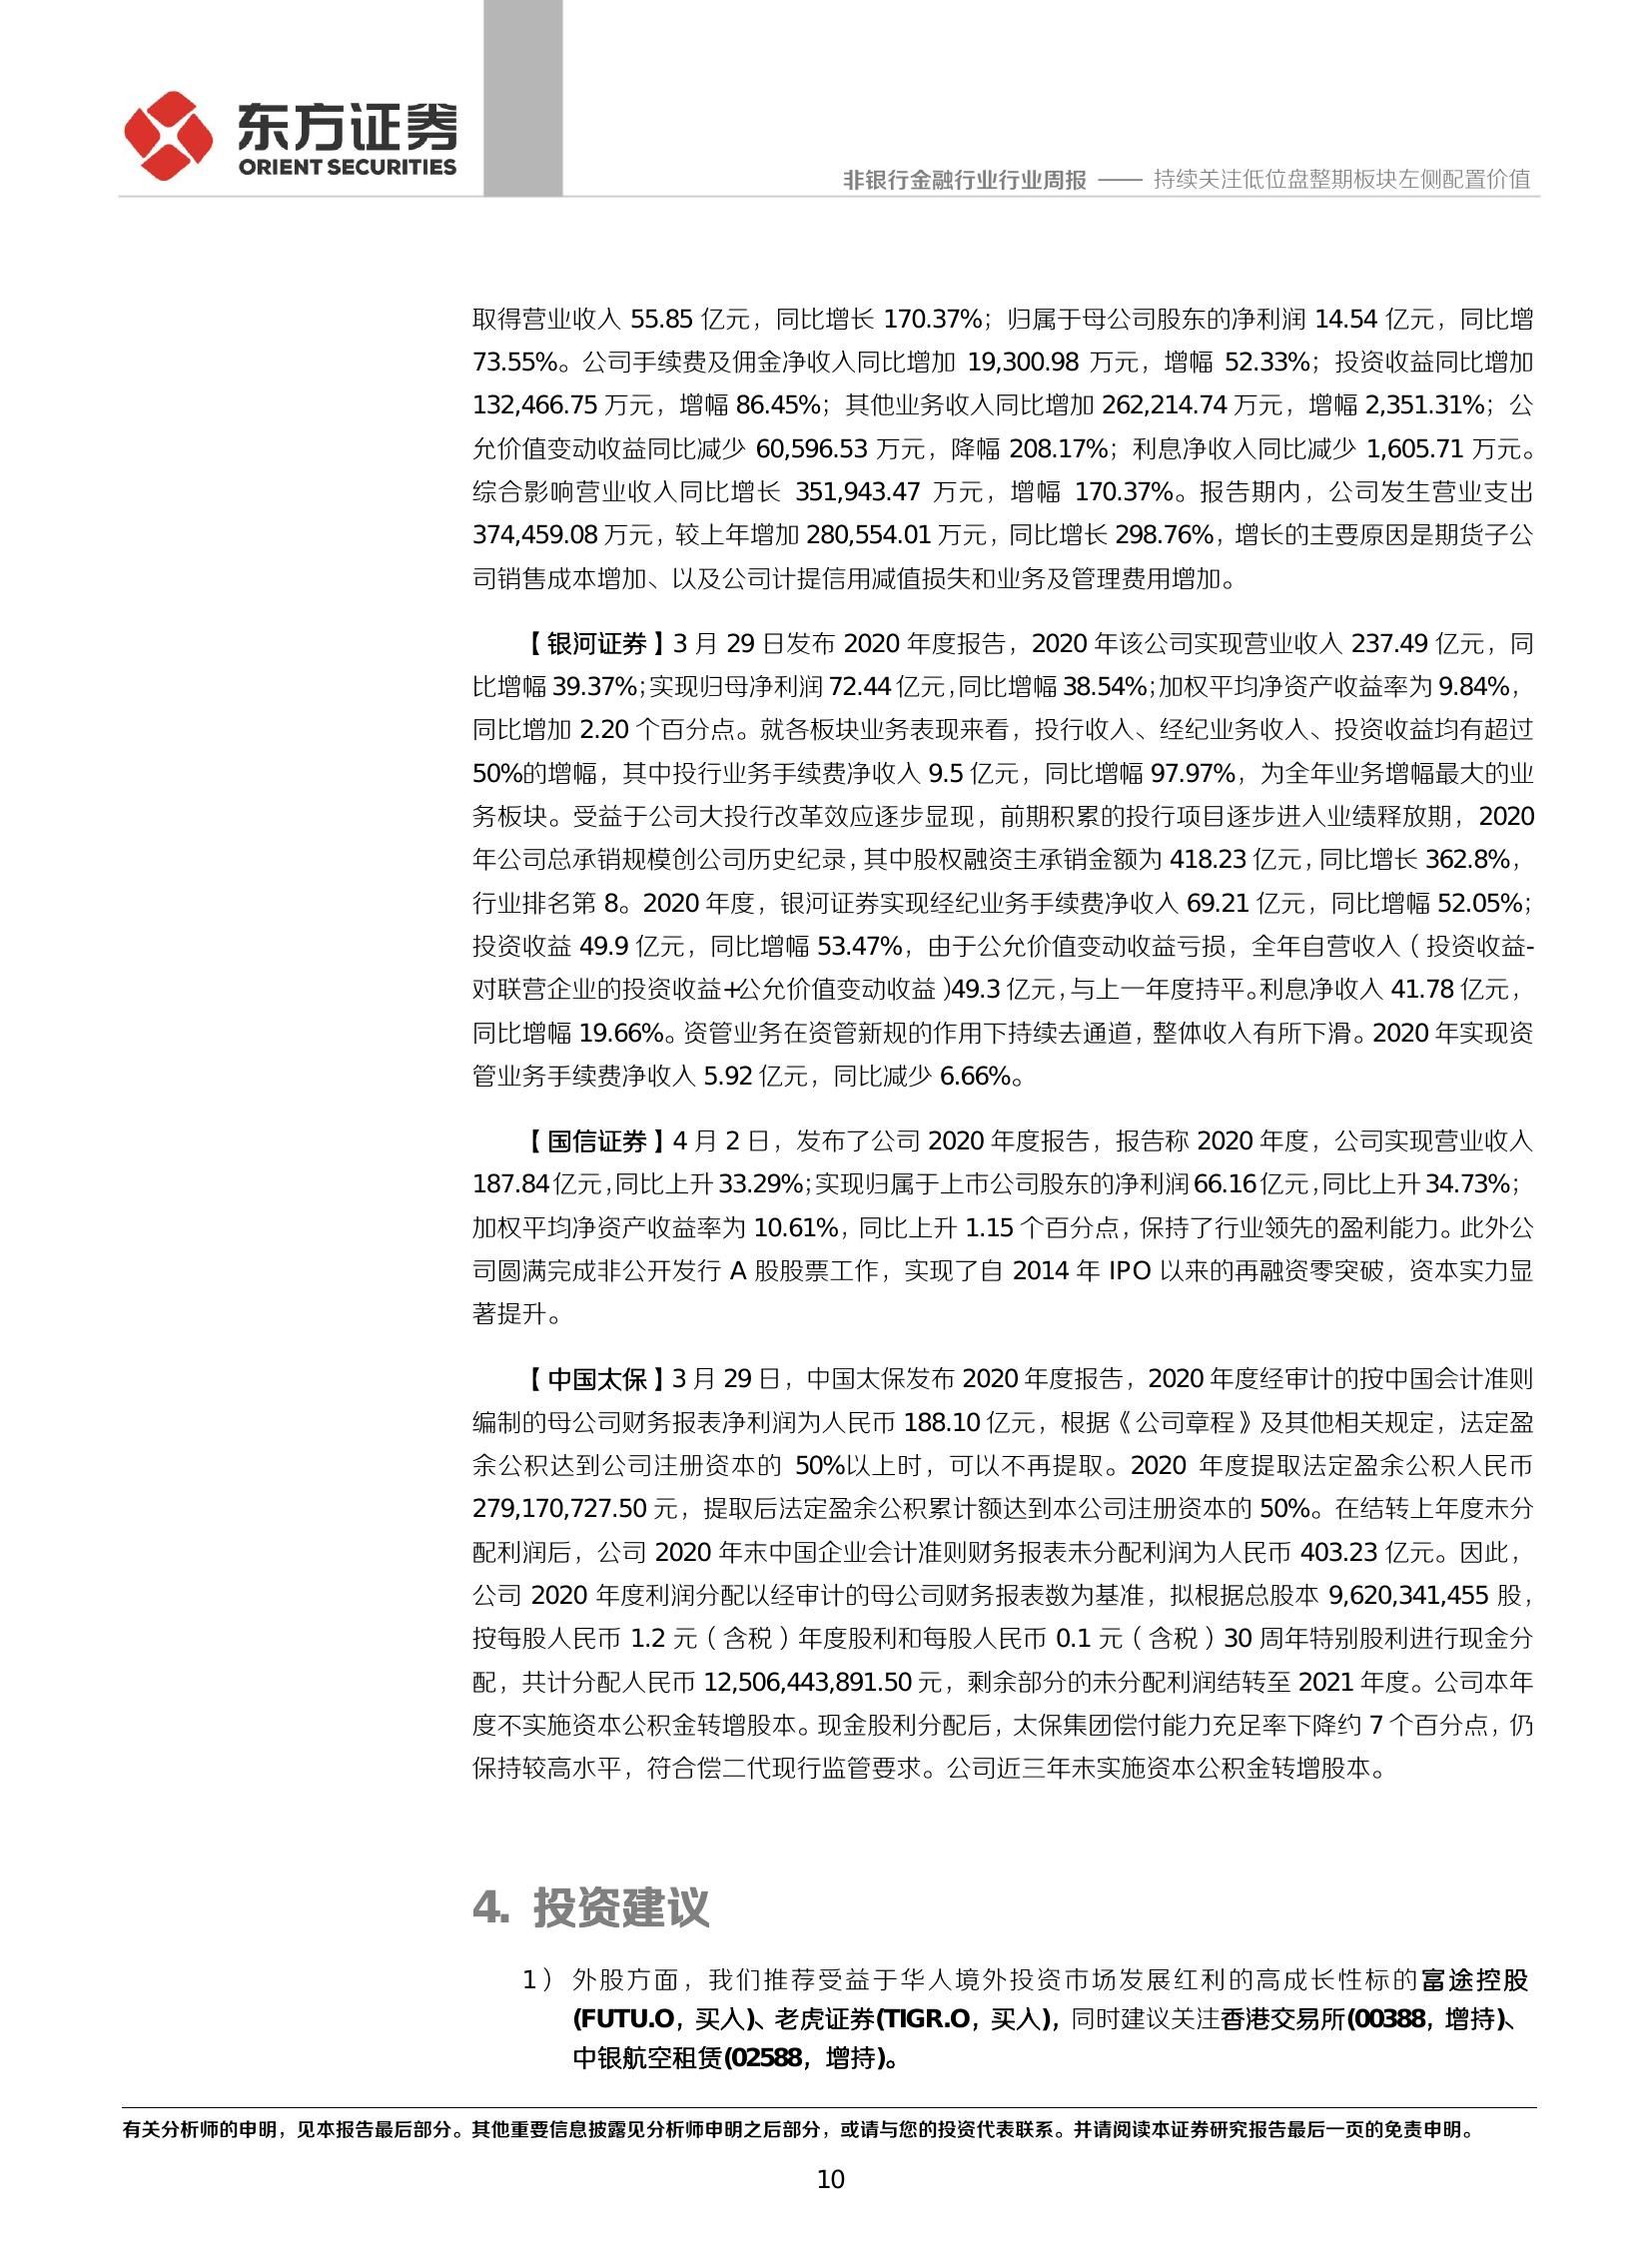 东方证券
ORIENT SECURITIES
非银行金融行业行业周报 —— 持续关注低位盘整期板块左侧配置价值
取得营业收入 55.85 亿元，同比增长 170.37%；归属于母公司股东的净利润 14.54 亿元，同比增
73.55%。公司手续费及佣金净收入同比增加 19,300.98 万元，增幅 52.33%；投资收益同比增加
132,466.75 万元，增幅 86.45%；其他业务收入同比增加 262,214.74 万元，增幅 2,351.31%；公
允价值变动收益同比减少 60,596.53 万元，降幅 208.17%；利息净收入同比减少 1,605.71 万元。
综合影响营业收入同比增长 351,943.47 万元，增幅 170.37%。报告期内，公司发生营业支出
374,459.08 万元，较上年增加 280,554.01 万元，同比增长 298.76%，增长的主要原因是期货子公
司销售成本增加、以及公司计提信用减值损失和业务及管理费用增加。
【银河证券】3 月 29 日发布 2020 年度报告，2020 年该公司实现营业收入 237.49 亿元，同
比增幅 39.37%；实现归母净利润 72.44 亿元，同比增幅 38.54%；加权平均净资产收益率为 9.84%，
同比增加 2.20 个百分点。就各板块业务表现来看，投行收入、经纪业务收入、投资收益均有超过
50%的增幅，其中投行业务手续费净收入 9.5 亿元，同比增幅 97.97%，为全年业务增幅最大的业
务板块。受益于公司大投行改革效应逐步显现，前期积累的投行项目逐步进入业绩释放期，2020
年公司总承销规模创公司历史纪录，其中股权融资主承销金额为 418.23 亿元，同比增长 362.8%，
行业排名第 8。2020 年度，银河证券实现经纪业务手续费净收入 69.21 亿元，同比增幅 52.05%；
投资收益 49.9 亿元，同比增幅 53.47%，由于公允价值变动收益亏损，全年自营收入（投资收益-
对联营企业的投资收益+公允价值变动收益）49.3 亿元，与上一年度持平。利息净收入 41.78 亿元，
同比增幅 19.66%。资管业务在资管新规的作用下持续去通道，整体收入有所下滑。2020 年实现资
管业务手续费净收入 5.92 亿元，同比减少 6.66%。
【国信证券】4 月 2 日，发布了公司 2020 年度报告，报告称 2020 年度，公司实现营业收入
187.84 亿元，同比上升 33.29%；实现归属于上市公司股东的净利润 66.16 亿元，同比上升 34.73%；
加权平均净资产收益率为 10.61%，同比上升 1.15 个百分点，保持了行业领先的盈利能力。此外公
司圆满完成非公开发行 A 股股票工作，实现了自 2014 年 IPO 以来的再融资零突破，资本实力显
著提升。
【中国太保】3 月 29 日，中国太保发布 2020 年度报告，2020 年度经审计的按中国会计准则
编制的母公司财务报表净利润为人民币 188.10 亿元，根据《公司章程》及其他相关规定，法定盈
余公积达到公司注册资本的 50%以上时，可以不再提取。2020 年度提取法定盈余公积人民币
279,170,727.50 元，提取后法定盈余公积累计额达到本公司注册资本的 50%。在结转上年度未分
配利润后，公司 2020 年末中国企业会计准则财务报表未分配利润为人民币 403.23 亿元。因此，
公司 2020 年度利润分配以经审计的母公司财务报表数为基准，拟根据总股本 9,620,341,455 股，
按每股人民币 1.2 元（含税）年度股利和每股人民币 0.1 元（含税）30 周年特别股利进行现金分
配，共计分配人民币 12,506,443,891.50 元，剩余部分的未分配利润结转至 2021 年度。公司本年
度不实施资本公积金转增股本。现金股利分配后，太保集团偿付能力充足率下降约 7 个百分点，仍
保持较高水平，符合偿二代现行监管要求。公司近三年未实施资本公积金转增股本。
4. 投资建议
1） 外股方面，我们推荐受益于华人境外投资市场发展红利的高成长性标的富途控股
(FUTU.O，买入)、老虎证券(TIGR.O，买入)，同时建议关注香港交易所(00388，增持)、
中银航空租赁(02588，增持)。
有关分析师的申明，见本报告最后部分。其他重要信息披露见分析师申明之后部分，或请与您的投资代表联系。并请阅读本证券研究报告最后一页的免责申明。
10